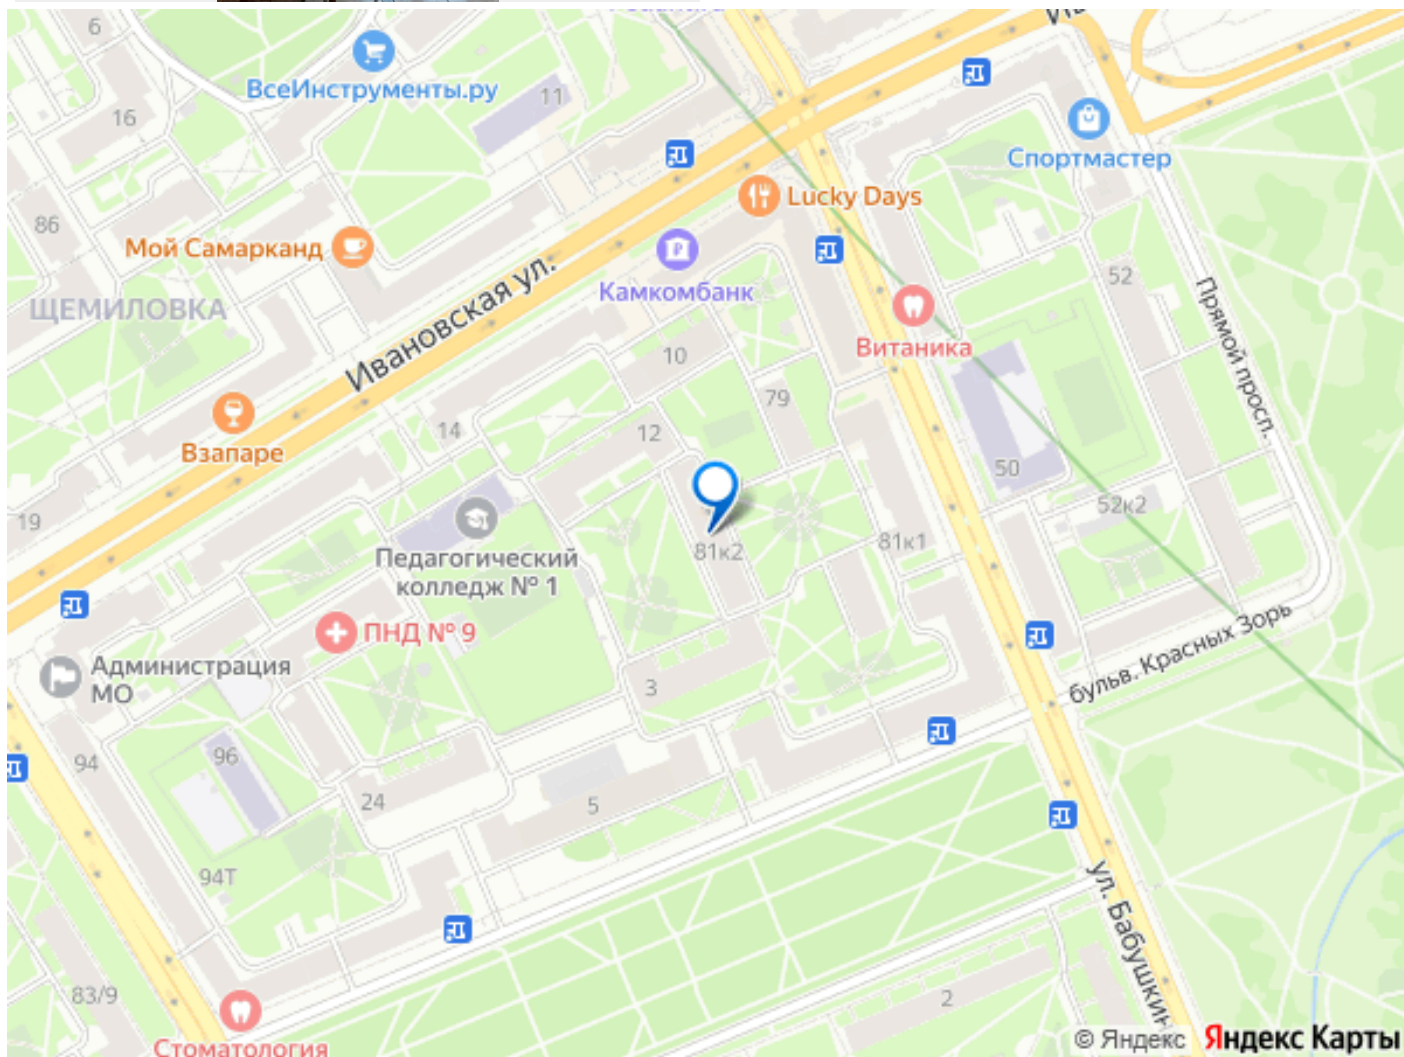 6
ВсеИнструменты.ру
11
16
Спортмастер
Lucky Days
86
Мой Самарканд
52
Камкомбанк
ЩЕМИЛОВКА
Ивановская ул.
Прямой просп.
Витаника
10
79
14
12
Взапаре
50
19
52к2
Педагогический
колледж № 1
81к2
81к1
ПНД № 9
бульв. Красных Зорь
Администрация
МО
3
96
94
24
5
94Т
ул. Бабушкин
83/9
2
Стоматология
© Яндекс
Яндекс Карты